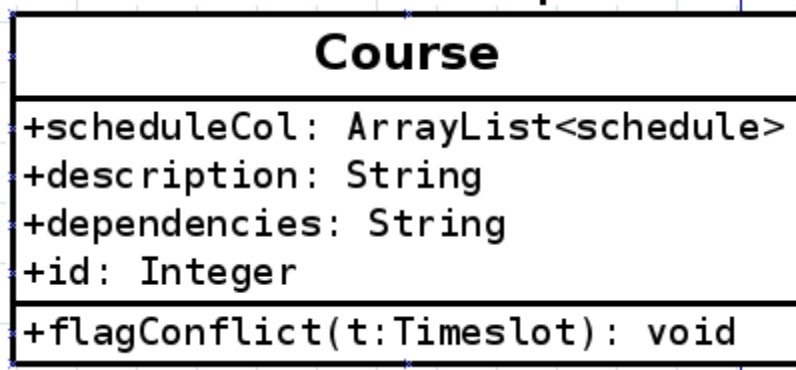 Course
+scheduleCol: ArrayList<schedule>
+description: String
+dependencies: String
+id: Integer
+flagConflict(t:Timeslot): void